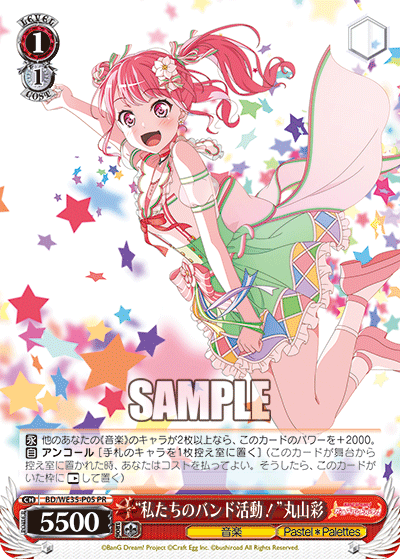 LEVEL
1
1
COST
SAMPLE
永 他のあなたの《音楽》のキャラが2枚以上なら、このカードのパワーを+2000。
自 アンコール [手札のキャラを1枚控え室に置く] (このカードが舞台から
控え室に置かれた時、あなたはコストを払ってよい。そうしたら、このカードが
いた枠に レスト して置く)
CH BD/WE35-P05 PR
“私たちのバンド活動！”丸山彩
5500
音楽
Pastel*Palettes
©BanG Dream! Project ©Craft Egg Inc. ©bushiroad All Rights Reserved.